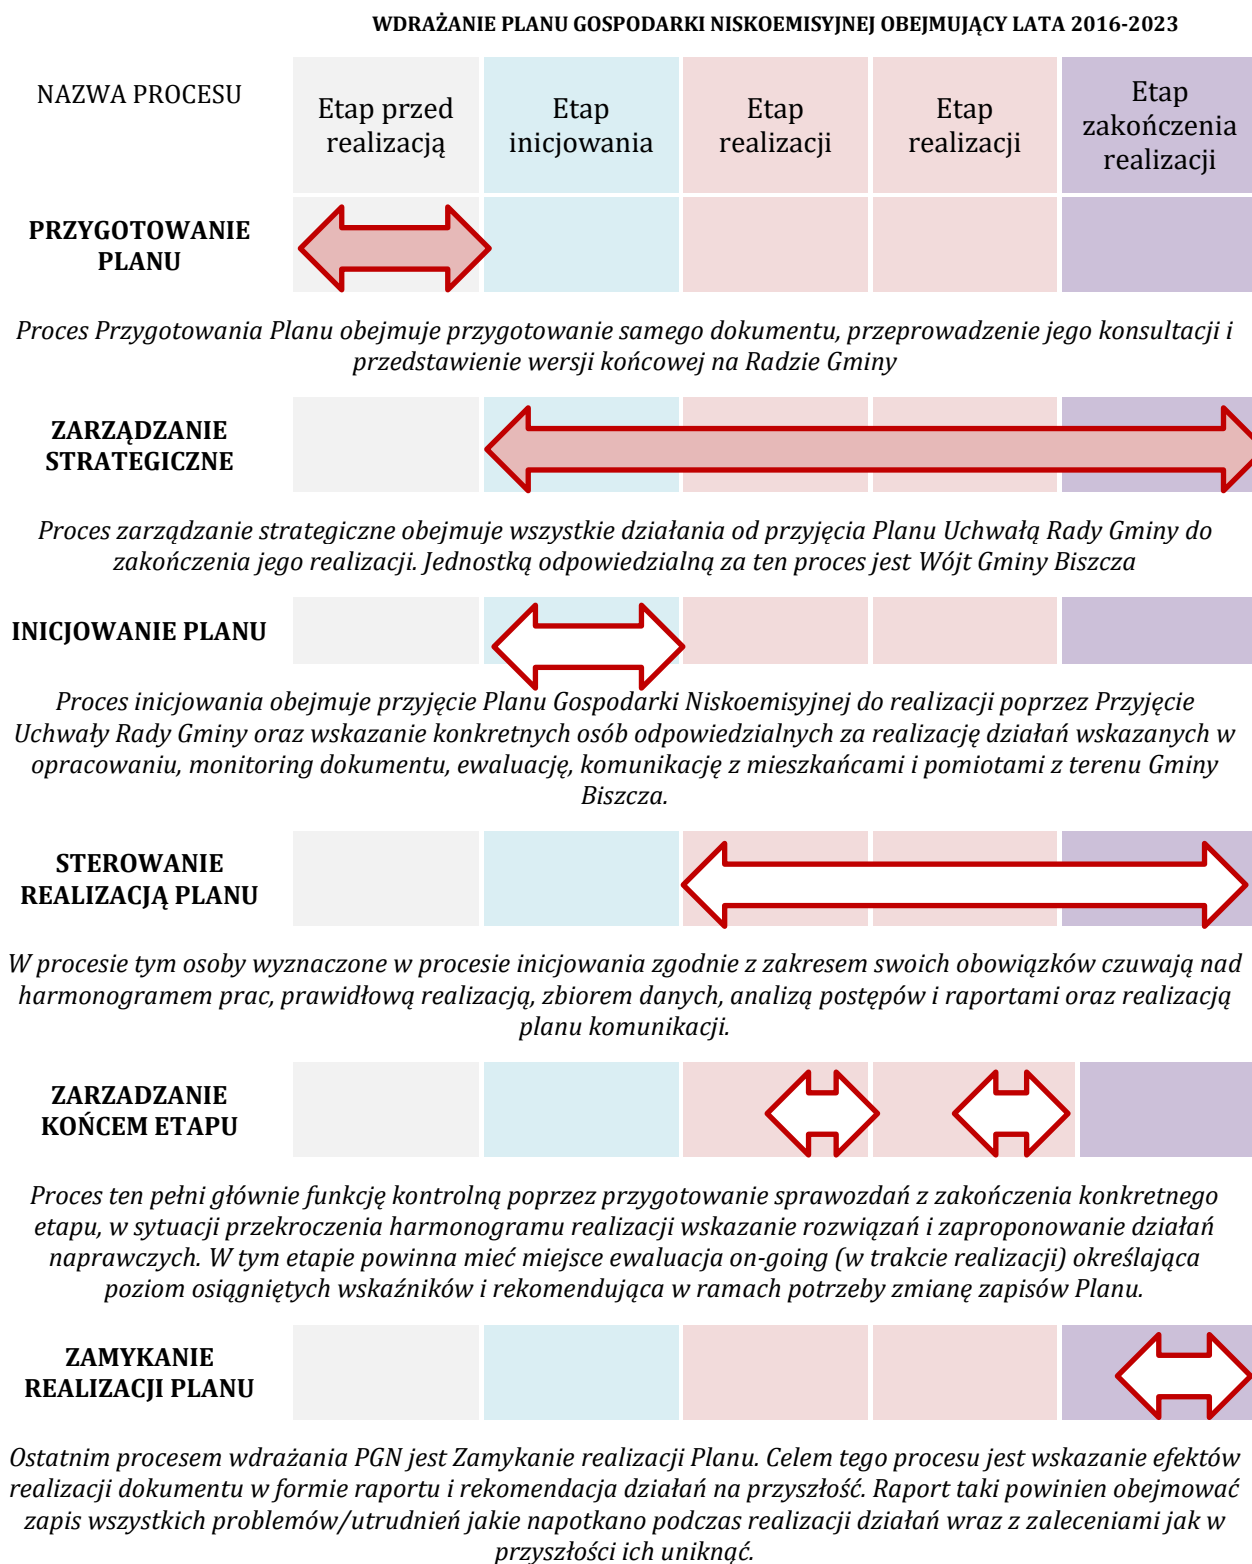 WDRAŻANIE PLANU GOSPODARKI NISKOEMISYJNEJ OBEJMUJĄCY LATA 2016-2023
NAZWA PROCESU
Etap przed
realizacją
Etap
inicjowania
Etap
realizacji
Etap
realizacji
Etap
zakończenia
realizacji
PRZYGOTOWANIE
PLANU
Proces Przygotowania Planu obejmuje przygotowanie samego dokumentu, przeprowadzenie jego konsultacji i
przedstawienie wersji końcowej na Radzie Gminy
ZARZĄDZANIE
STRATEGICZNE
Proces zarządzanie strategiczne obejmuje wszystkie działania od przyjęcia Planu Uchwałą Rady Gminy do
zakończenia jego realizacji. Jednostką odpowiedzialną za ten proces jest Wójt Gminy Biszcza
INICJOWANIE PLANU
Proces inicjowania obejmuje przyjęcie Planu Gospodarki Niskoemisyjnej do realizacji poprzez Przyjęcie
Uchwały Rady Gminy oraz wskazanie konkretnych osób odpowiedzialnych za realizację działań wskazanych w
opracowaniu, monitoring dokumentu, ewaluację, komunikację z mieszkańcami i pomiotami z terenu Gminy
Biszcza.
STEROWANIE
REALIZACJĄ PLANU
W procesie tym osoby wyznaczone w procesie inicjowania zgodnie z zakresem swoich obowiązków czuwają nad
harmonogramem prac, prawidłową realizacją, zbiorem danych, analizą postępów i raportami oraz realizacją
planu komunikacji.
ZARZADZANIE
KOŃCEM ETAPU
Proces ten pełni głównie funkcję kontrolną poprzez przygotowanie sprawozdań z zakończenia konkretnego
etapu, w sytuacji przekroczenia harmonogramu realizacji wskazanie rozwiązań i zaproponowanie działań
naprawczych. W tym etapie powinna mieć miejsce ewaluacja on-going (w trakcie realizacji) określająca
poziom osiągniętych wskaźników i rekomendująca w ramach potrzeby zmianę zapisów Planu.
ZAMYKANIE
REALIZACJI PLANU
Ostatnim procesem wdrażania PGN jest Zamykanie realizacji Planu. Celem tego procesu jest wskazanie efektów
realizacji dokumentu w formie raportu i rekomendacja działań na przyszłość. Raport taki powinien obejmować
zapis wszystkich problemów/utrudnień jakie napotkano podczas realizacji działań wraz z zaleceniami jak w
przyszłości ich uniknąć.